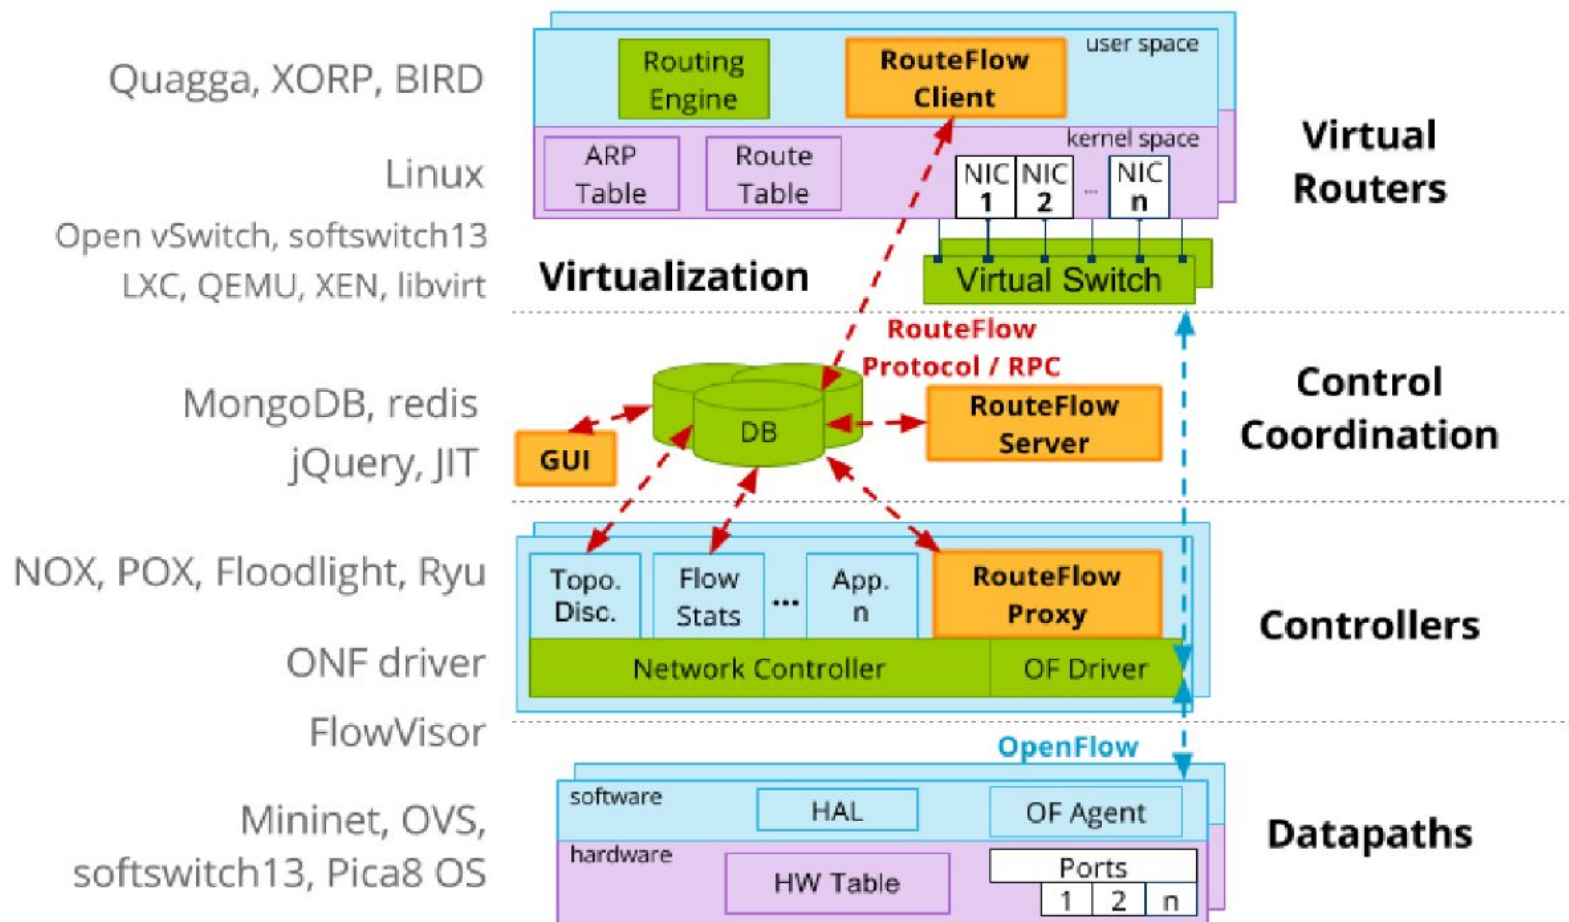 Quagga, XORP, BIRD
Linux
Open vSwitch, softswitch13
LXC, QEMU, XEN, libvirt
MongoDB, redis
jQuery, JIT
NOX, POX, Floodlight, Ryu
ONF driver
FlowVisor
Mininet, OVS,
softswitch13, Pica8 OS
user space
Routing
Engine
RouteFlow
Client
kernel space
ARP
Table
Route
Table
NIC
1
NIC
2
...
NIC
n
Virtualization
Virtual Switch
Virtual
Routers
RouteFlow
Protocol / RPC
DB
GUI
RouteFlow
Server
Control
Coordination
Topo.
Disc.
Flow
Stats
...
App.
n
RouteFlow
Proxy
Network Controller
OF Driver
Controllers
OpenFlow
software
HAL
OF Agent
hardware
HW Table
Ports
1 2 n
Datapaths